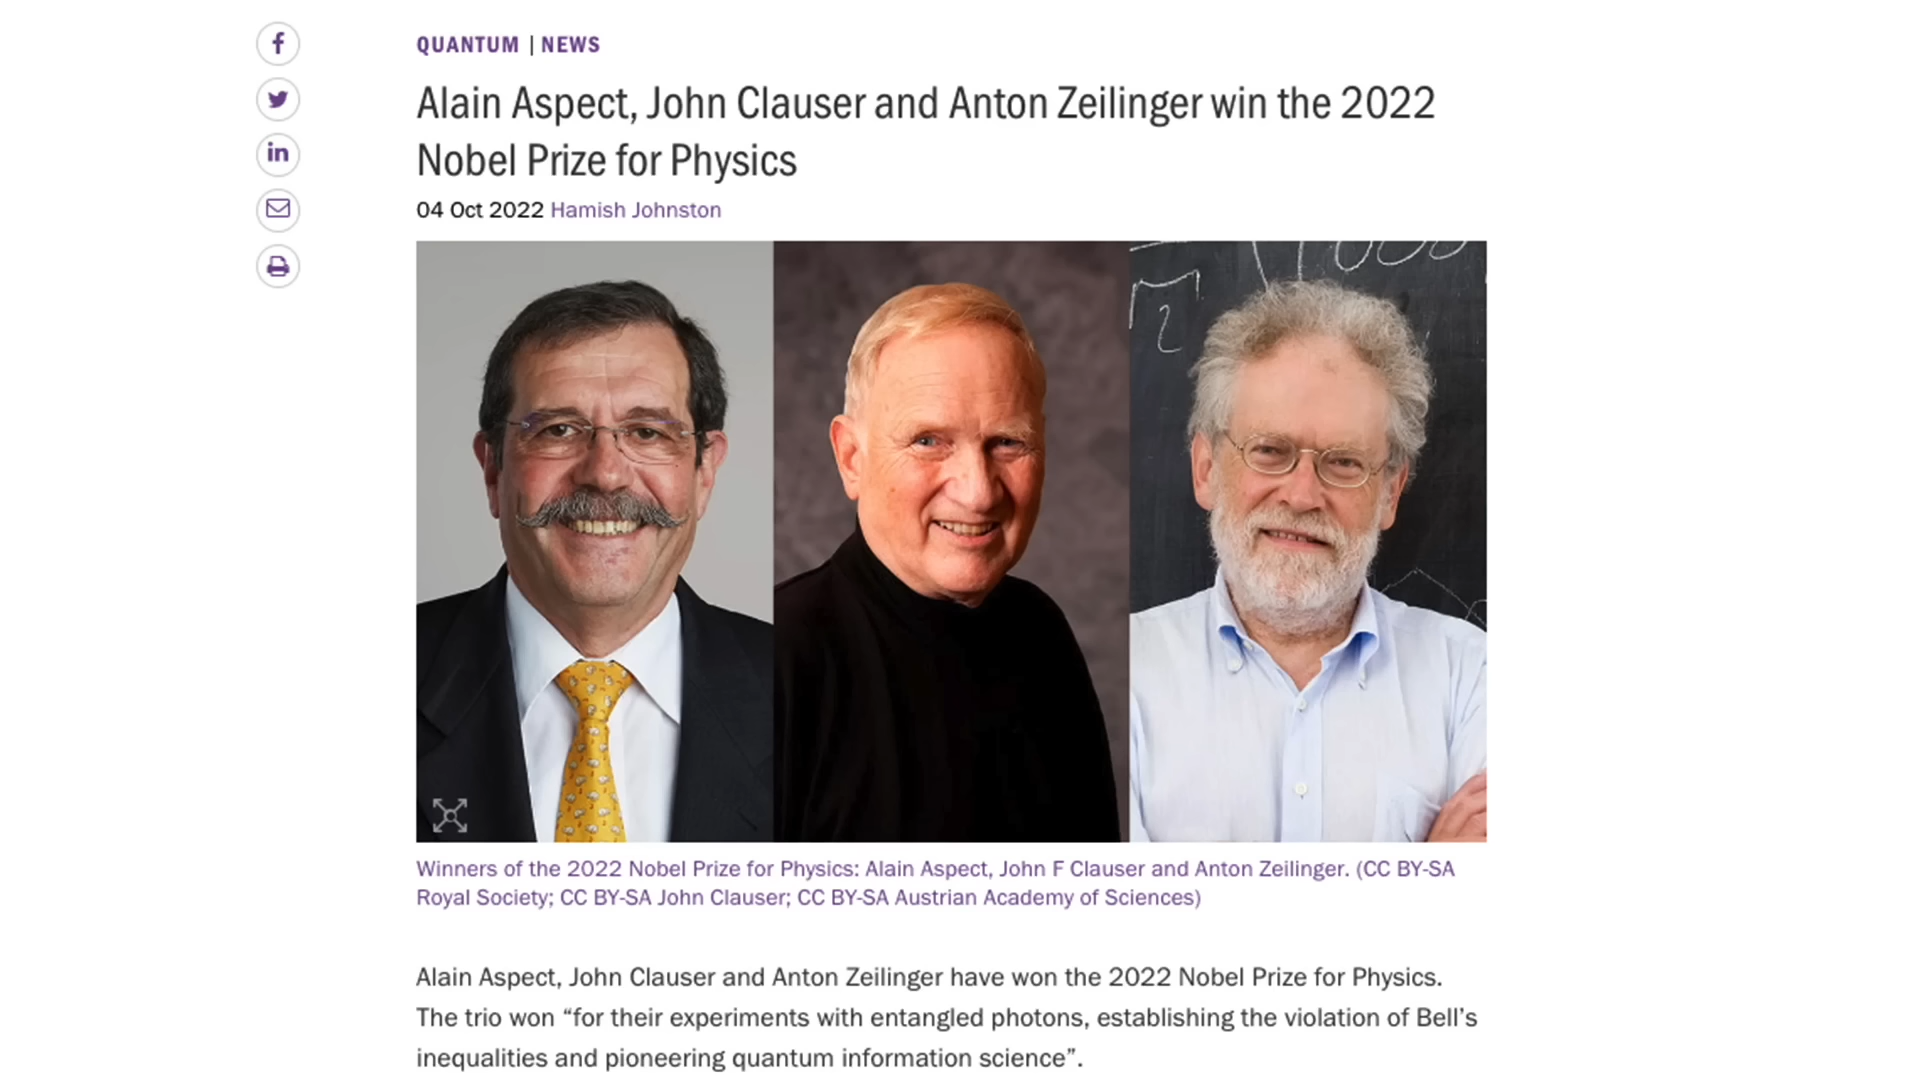 QUANTUM | NEWS
Alain Aspect, John Clauser and Anton Zeilinger win the 2022
Nobel Prize for Physics
04 Oct 2022 Hamish Johnston
2
Winners of the 2022 Nobel Prize for Physics: Alain Aspect, John F Clauser and Anton Zeilinger. (CC BY-SA
Royal Society; CC BY-SA John Clauser; CC BY-SA Austrian Academy of Sciences)
Alain Aspect, John Clauser and Anton Zeilinger have won the 2022 Nobel Prize for Physics.
The trio won “for their experiments with entangled photons, establishing the violation of Bell’s
inequalities and pioneering quantum information science”.